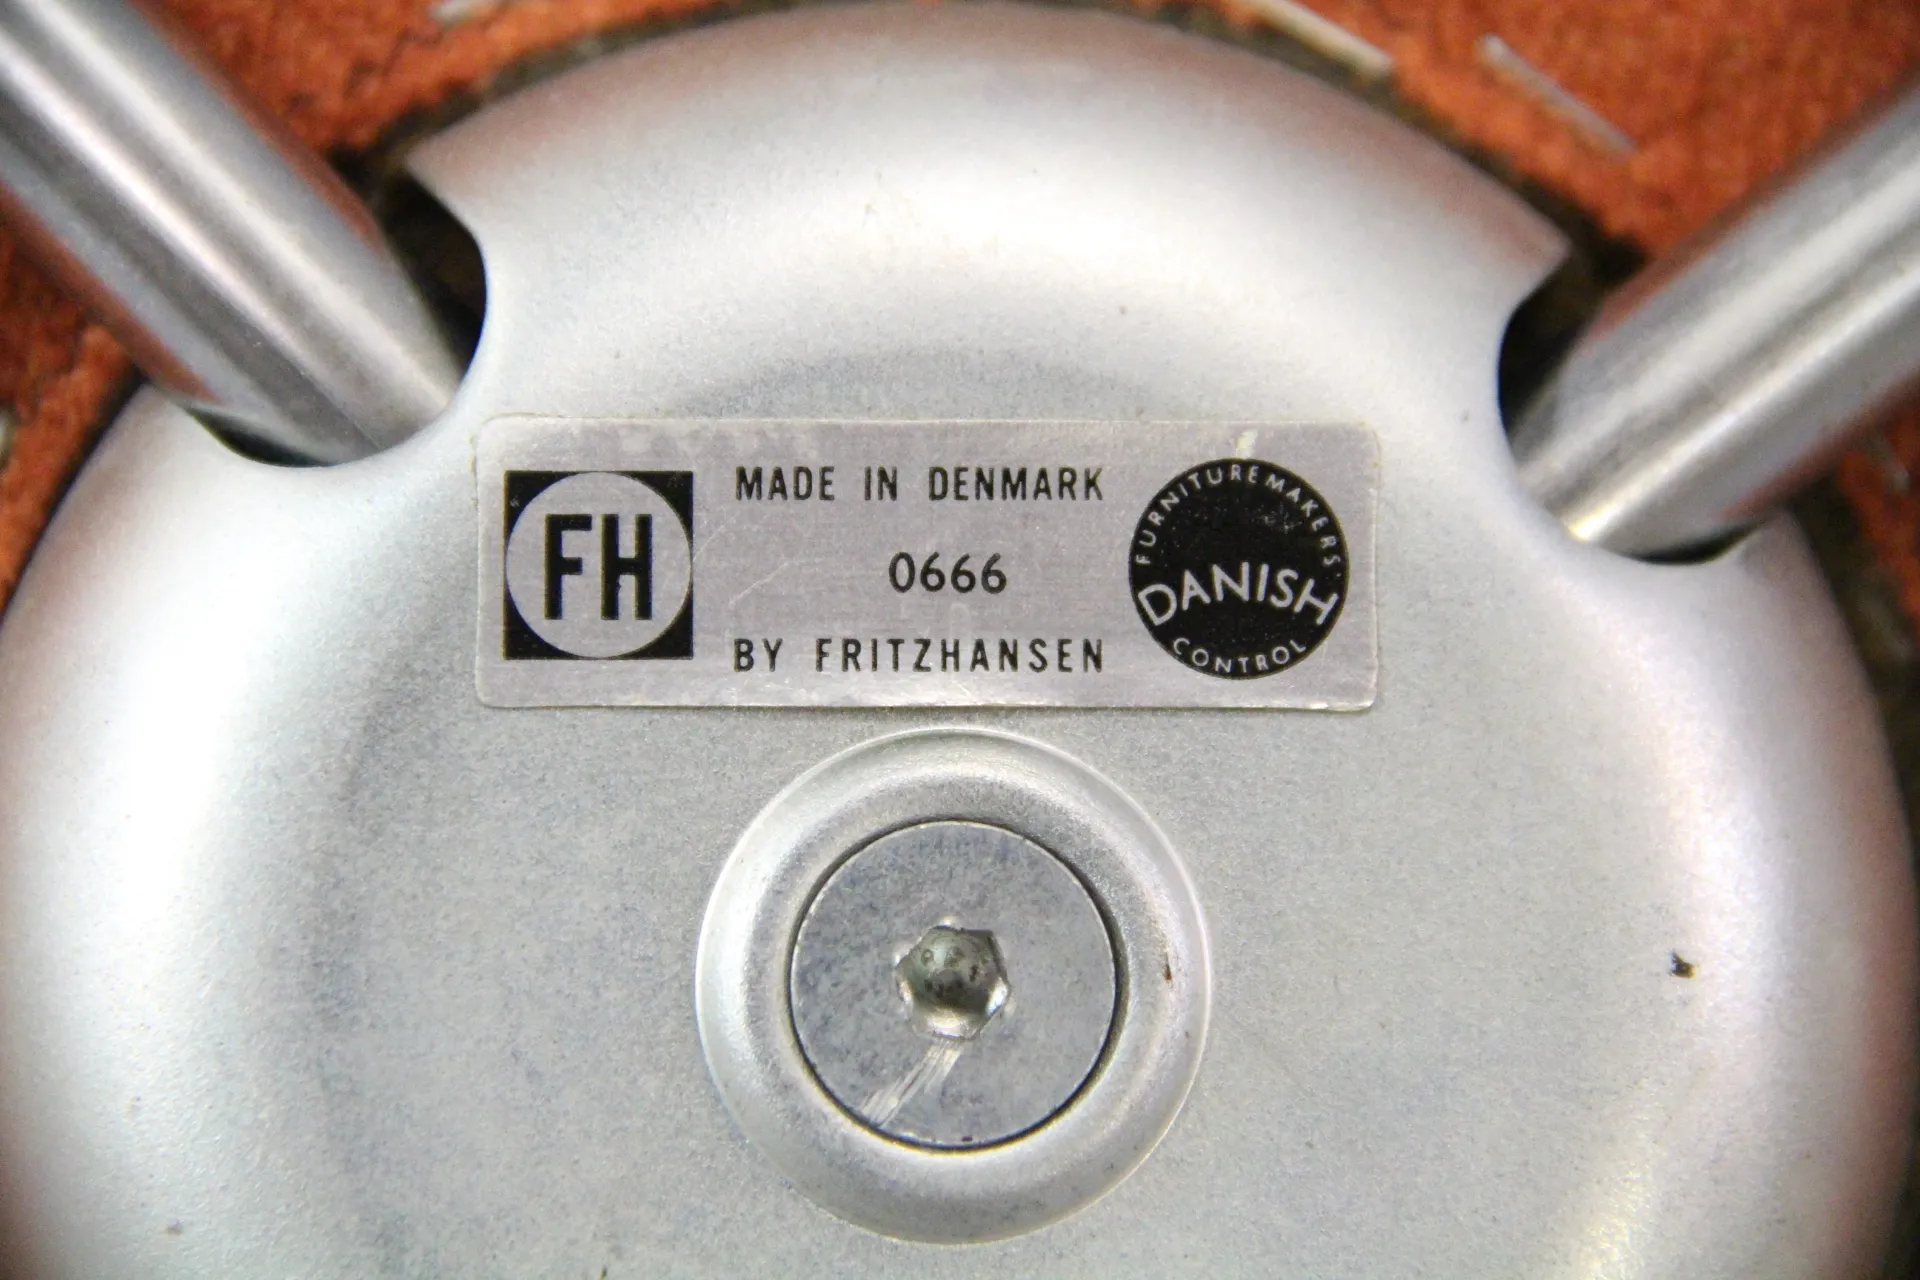 FH
MADE IN DENMARK
0666
BY FRITZHANSEN
FURNITUREMAKERS
DANISH
CONTROL